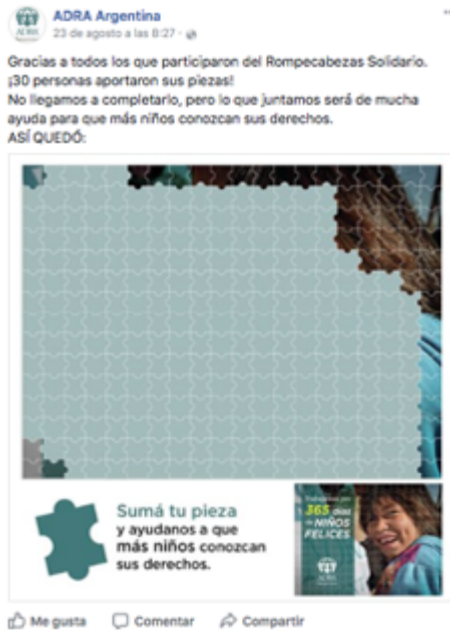 ADRA Argentina
23 de agosto a las 8:27
Gracias a todos los que participaron del Rompecabezas Solidario.
¡30 personas aportaron sus piezas!
No llegamos a completarlo, pero lo que juntamos será de mucha
ayuda para que más niños conozcan sus derechos.
ASÍ QUEDÓ:
Sumá tu pieza
y ayudanos a que
más niños conozcan
sus derechos.
365 días
de NIÑOS
FELICES
ADRA
Me gusta
Comentar
Compartir